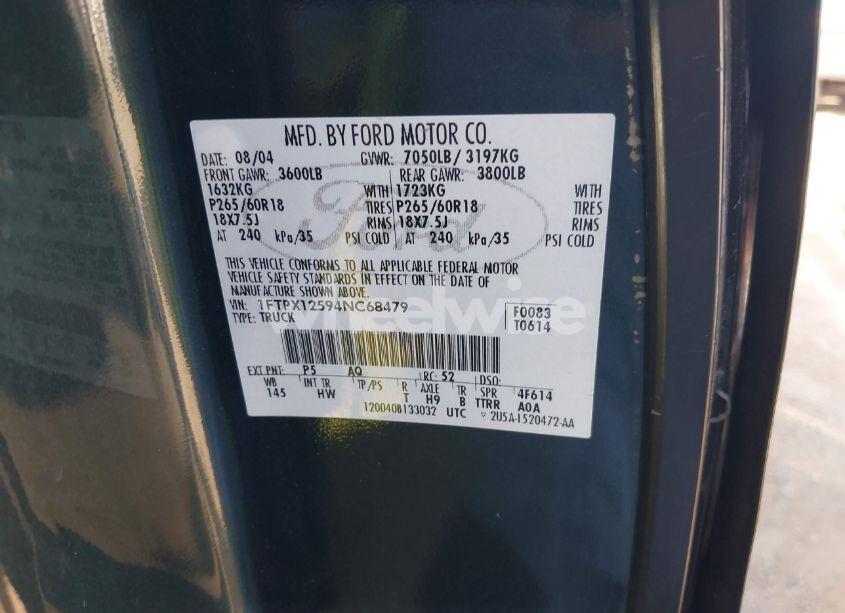 MFD. BY FORD MOTOR CO.
DATE: 08/04 GVWR: 7050LB / 3197KG
FRONT GAWR: 3600LB REAR GAWR: 3800LB
1632KG WITH 1723KG WITH
P265/60R18 TIRES P265/60R18 TIRES
18X7.5J RIMS 18X7.5J RIMS
AT 240 kPa/35 PSI COLD AT 240 kPa/35 PSI COLD
Ford
THIS VEHICLE CONFORMS TO ALL APPLICABLE FEDERAL MOTOR
VEHICLE SAFETY STANDARDS IN EFFECT ON THE DATE OF
MANUFACTURE SHOWN ABOVE.
VIN: 1FTPX12594NC68479 F0083
TYPE: TRUCK T0614
wheelwire
EXT PNT: P5 AQ RC: 52 DSO:
WB INT TR TP/PS R AXLE TR SPR 4F614
145 HW T H9 B TTRR A0A
1200408133032 UTC 2U5A-1520472-AA